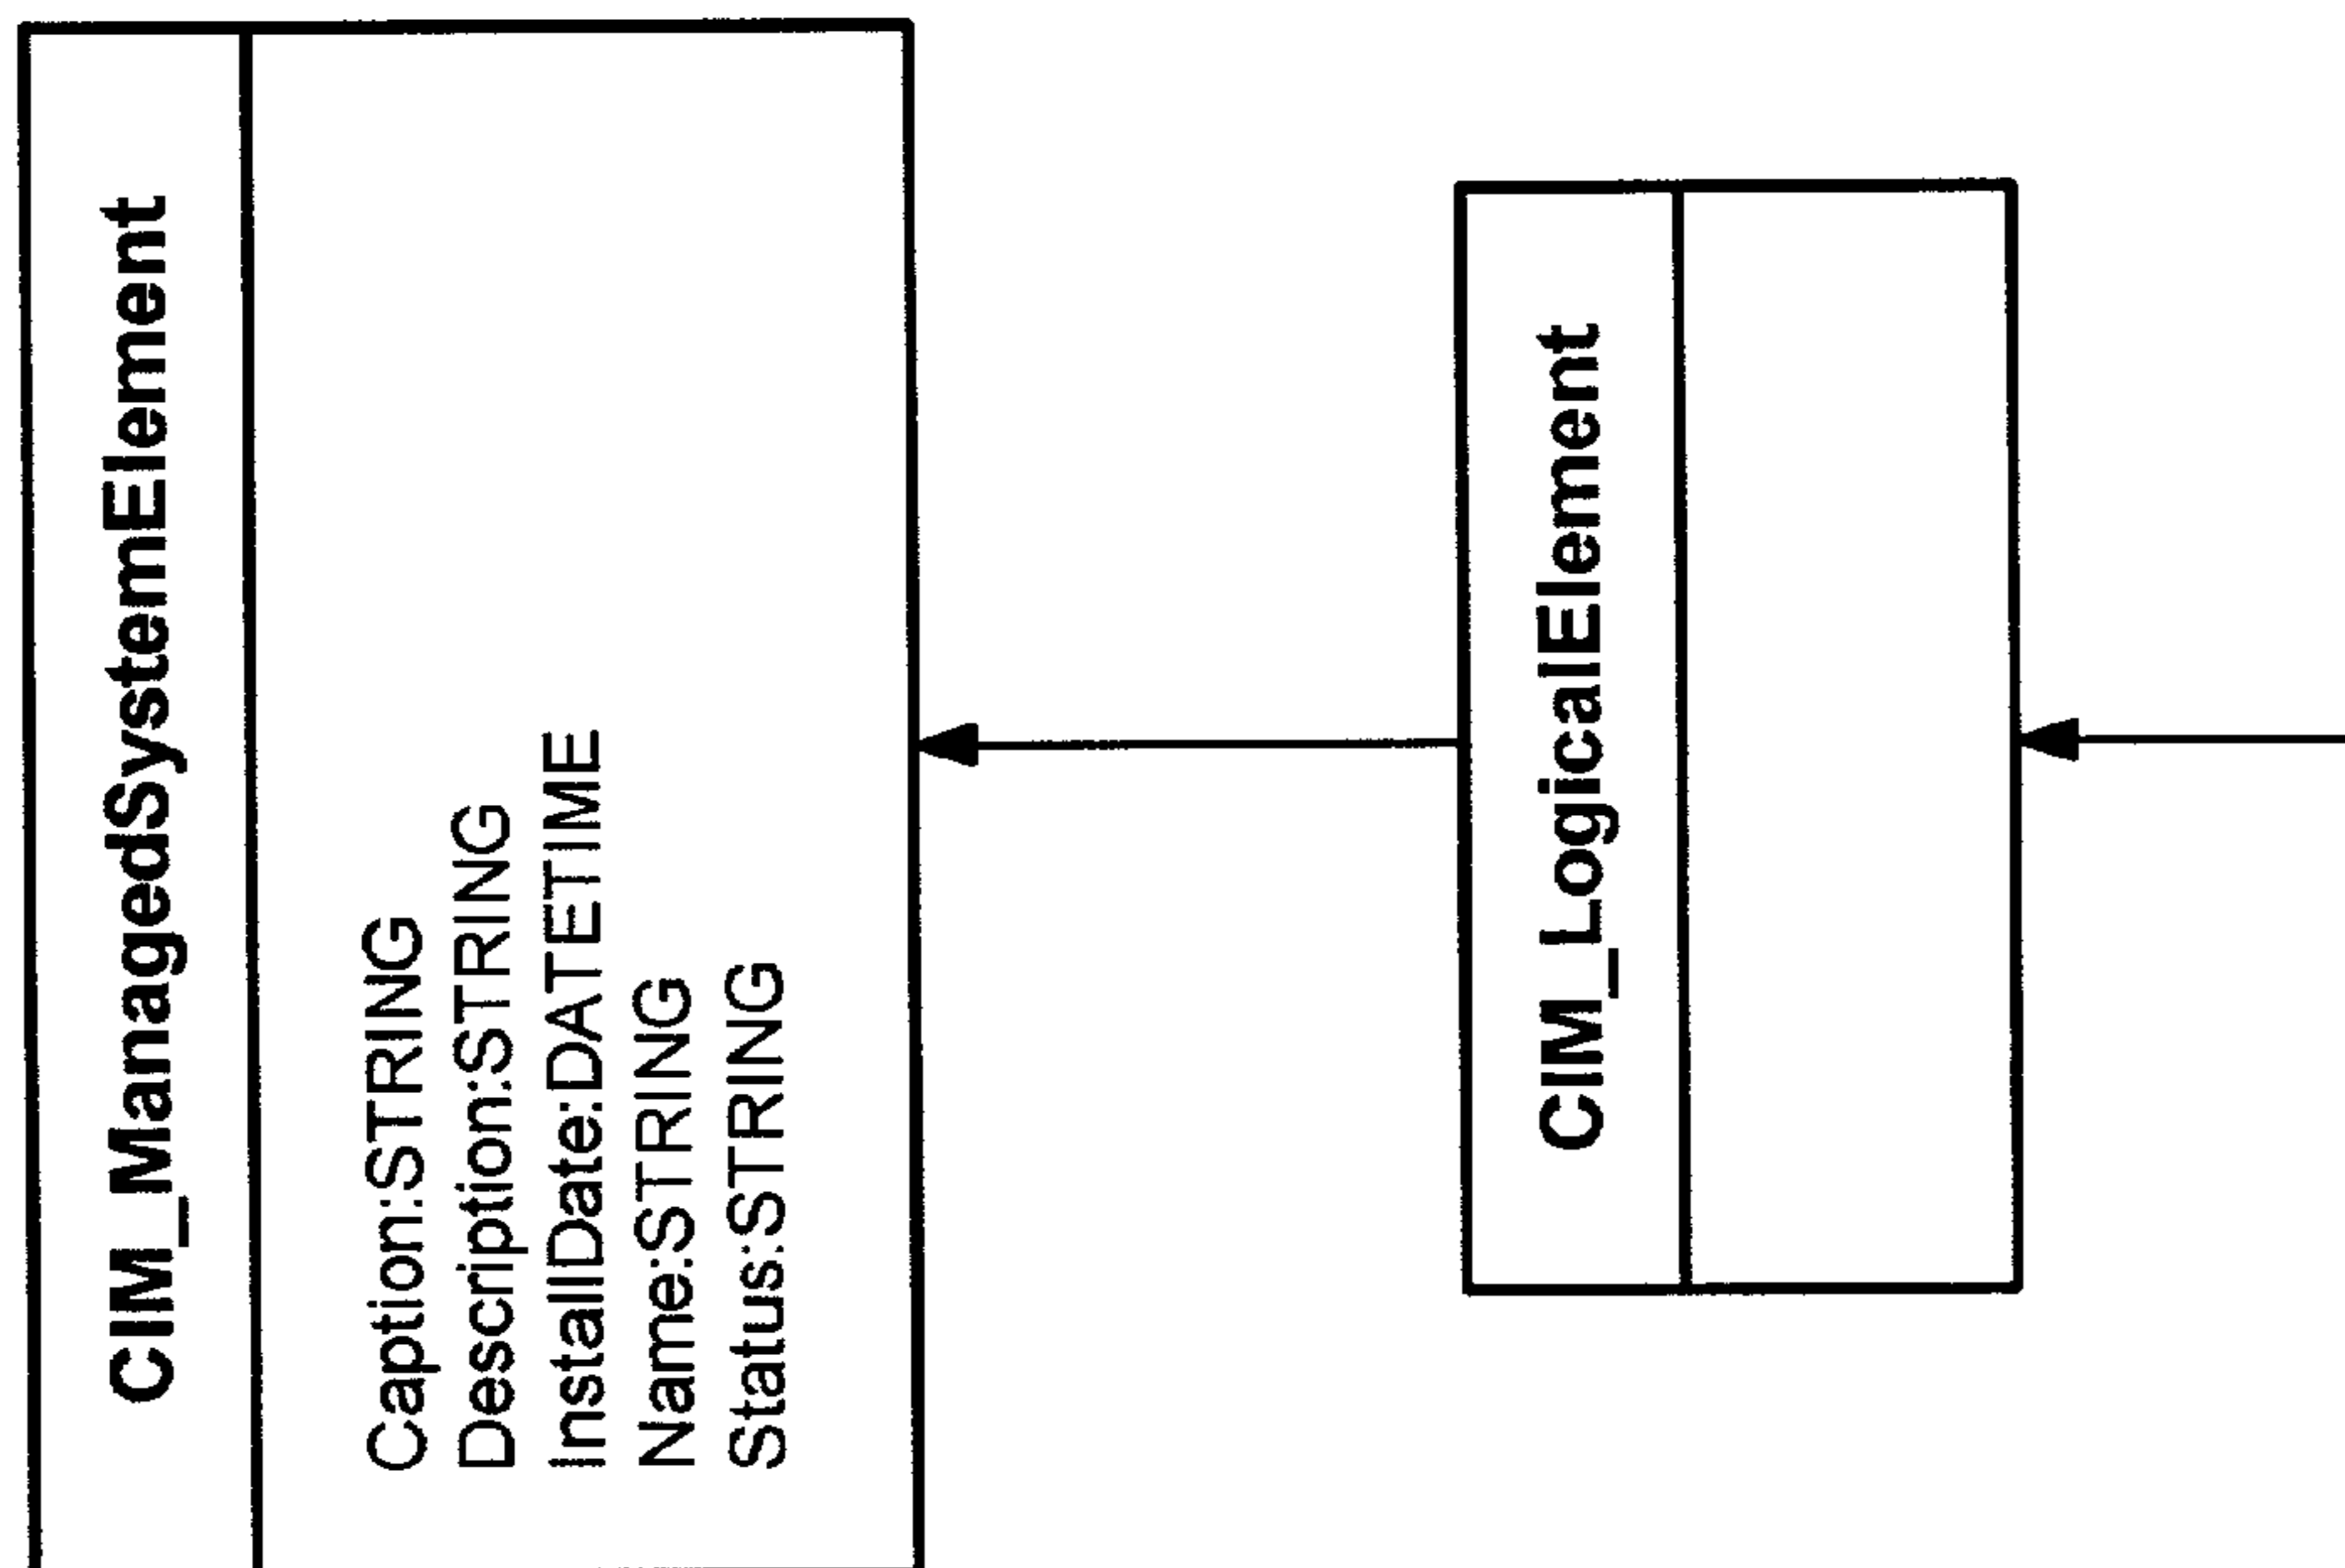 CIM_ManagedSystemElement
Caption:STRING
Description:STRING
InstallDate:DATETIME
Name:STRING
Status:STRING
CIM_LogicalElement